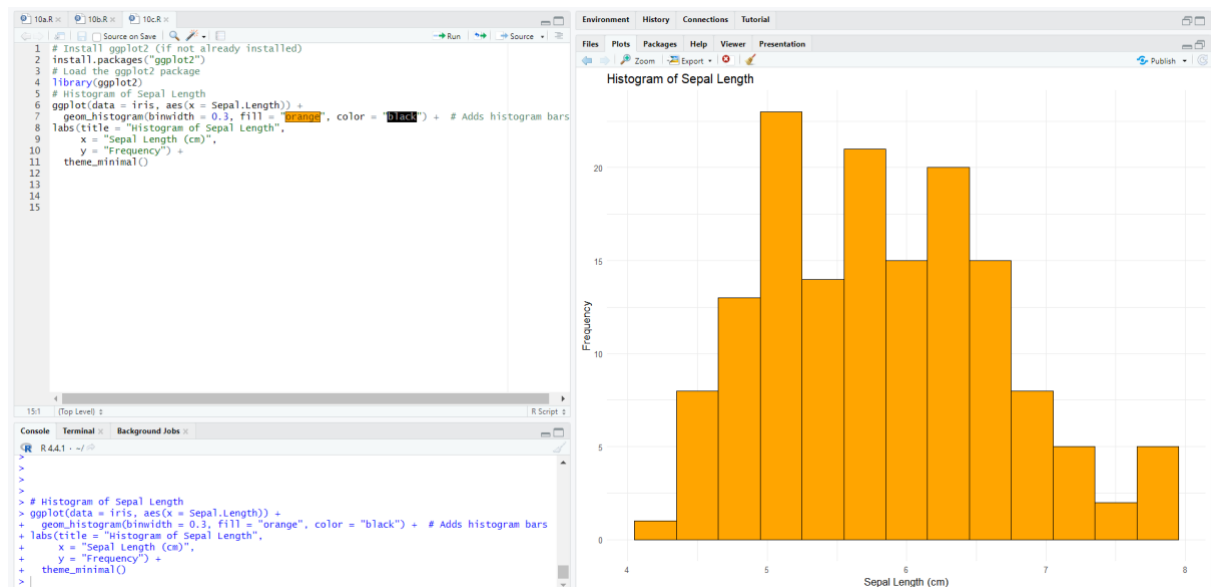 10a.R × 10b.R × 10c.R ×
Source on Save Run Source
1 # Install ggplot2 (if not already installed)
2 install.packages("ggplot2")
3 # Load the ggplot2 package
4 library(ggplot2)
5 # Histogram of Sepal Length
6 ggplot(data = iris, aes(x = Sepal.Length)) +
7   geom_histogram(binwidth = 0.3, fill = "orange", color = "black") +  # Adds histogram bars
8 labs(title = "Histogram of Sepal Length",
9      x = "Sepal Length (cm)",
10      y = "Frequency") +
11   theme_minimal()
12
13
14
15
15:1 (Top Level) R Script
Console Terminal × Background Jobs ×
R 4.4.1 · ~/
>
>
>
>
> # Histogram of Sepal Length
> ggplot(data = iris, aes(x = Sepal.Length)) +
+   geom_histogram(binwidth = 0.3, fill = "orange", color = "black") +  # Adds histogram bars
+ labs(title = "Histogram of Sepal Length",
+      x = "Sepal Length (cm)",
+      y = "Frequency") +
+   theme_minimal()
>
Environment History Connections Tutorial
Files Plots Packages Help Viewer Presentation
Zoom Export Publish
Histogram of Sepal Length
20
15
10
5
0
Frequency
4 5 6 7 8
Sepal Length (cm)